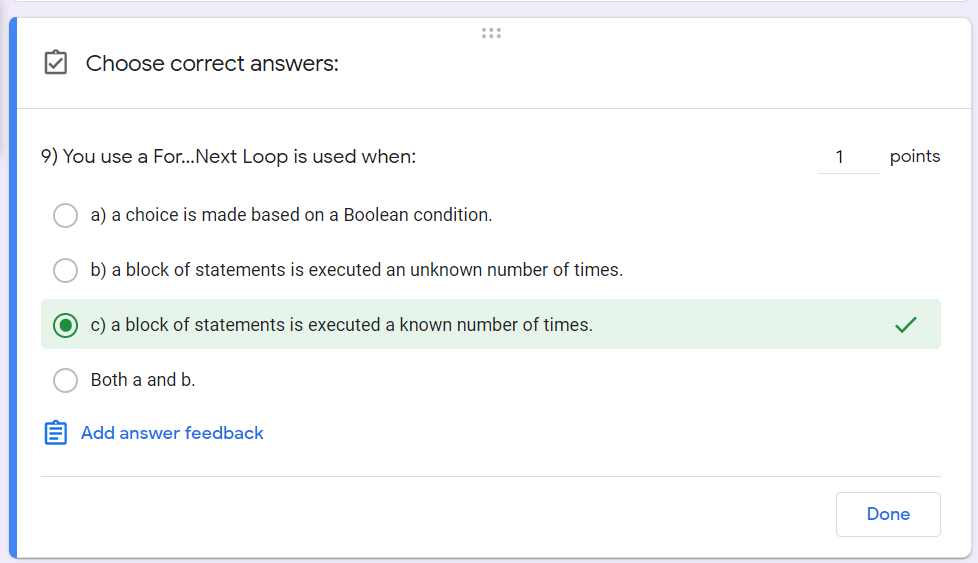 Choose correct answers:
9) You use a For...Next Loop is used when:
1 points
a) a choice is made based on a Boolean condition.
b) a block of statements is executed an unknown number of times.
c) a block of statements is executed a known number of times.
Both a and b.
Add answer feedback
Done